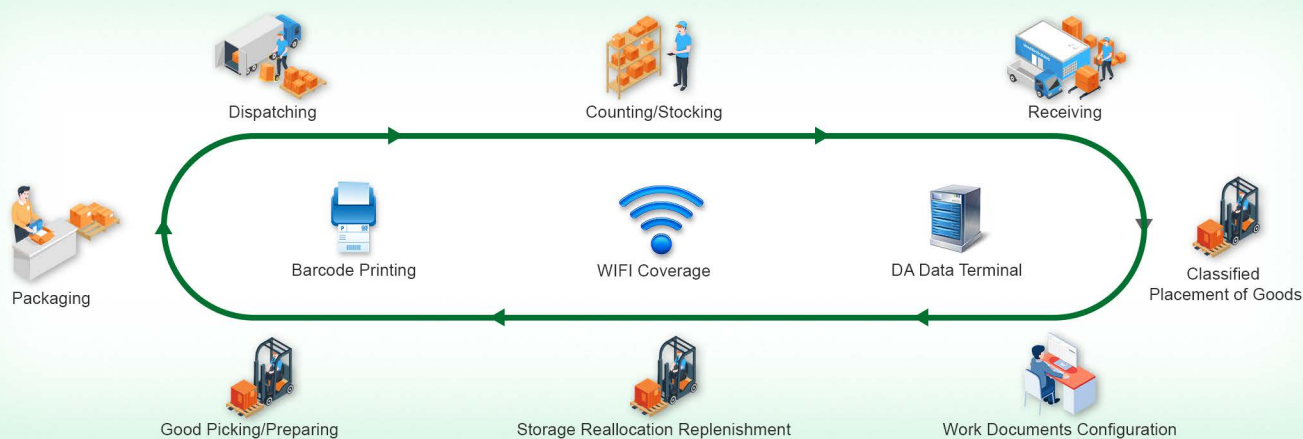 Dispatching
Counting/Stocking
Receiving
Packaging
Barcode Printing
WIFI Coverage
DA Data Terminal
Classified
Placement of Goods
Good Picking/Preparing
Storage Reallocation Replenishment
Work Documents Configuration